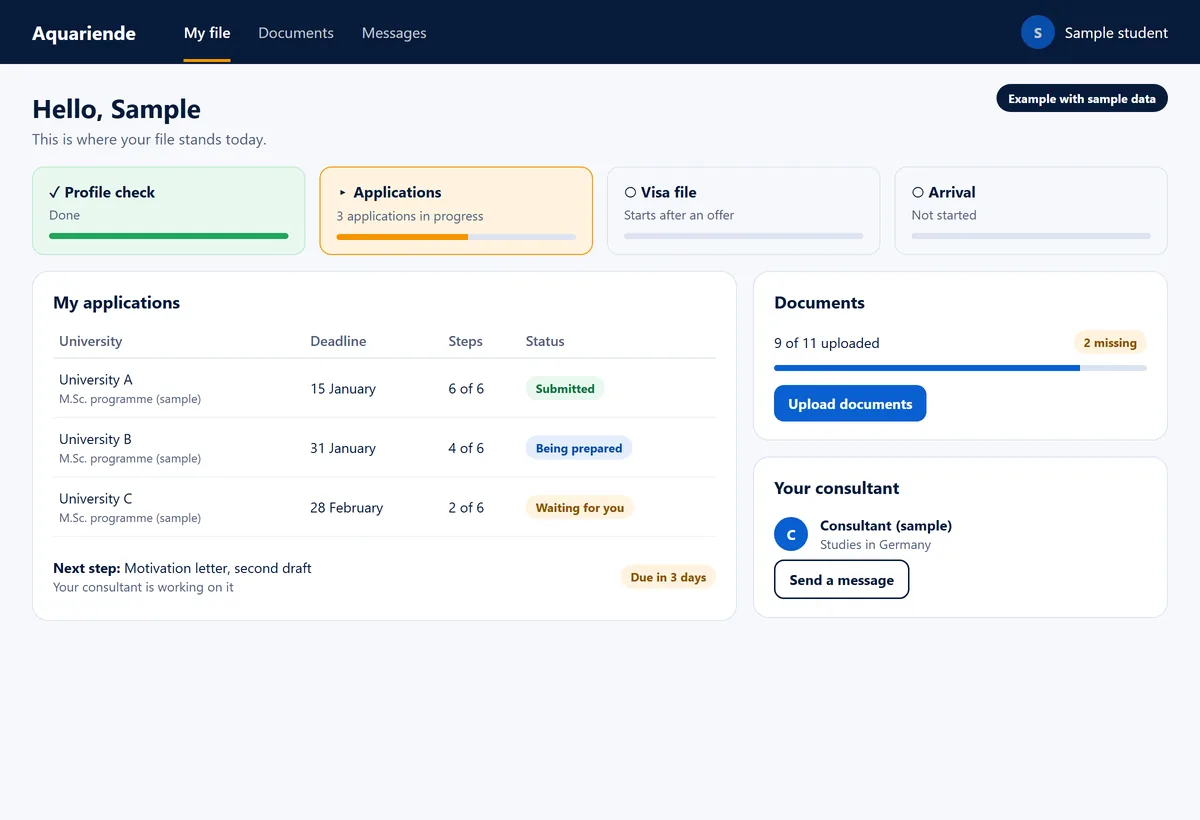 Aquariende
My file
Documents
Messages
S
Sample student
Hello, Sample
This is where your file stands today.
Example with sample data
✓ Profile check
Done
▸ Applications
3 applications in progress
○ Visa file
Starts after an offer
○ Arrival
Not started
My applications
University Deadline Steps Status
University A
M.Sc. programme (sample)
15 January 6 of 6 Submitted
University B
M.Sc. programme (sample)
31 January 4 of 6 Being prepared
University C
M.Sc. programme (sample)
28 February 2 of 6 Waiting for you
Next step: Motivation letter, second draft
Your consultant is working on it
Due in 3 days
Documents
9 of 11 uploaded
2 missing
Upload documents
Your consultant
C
Consultant (sample)
Studies in Germany
Send a message